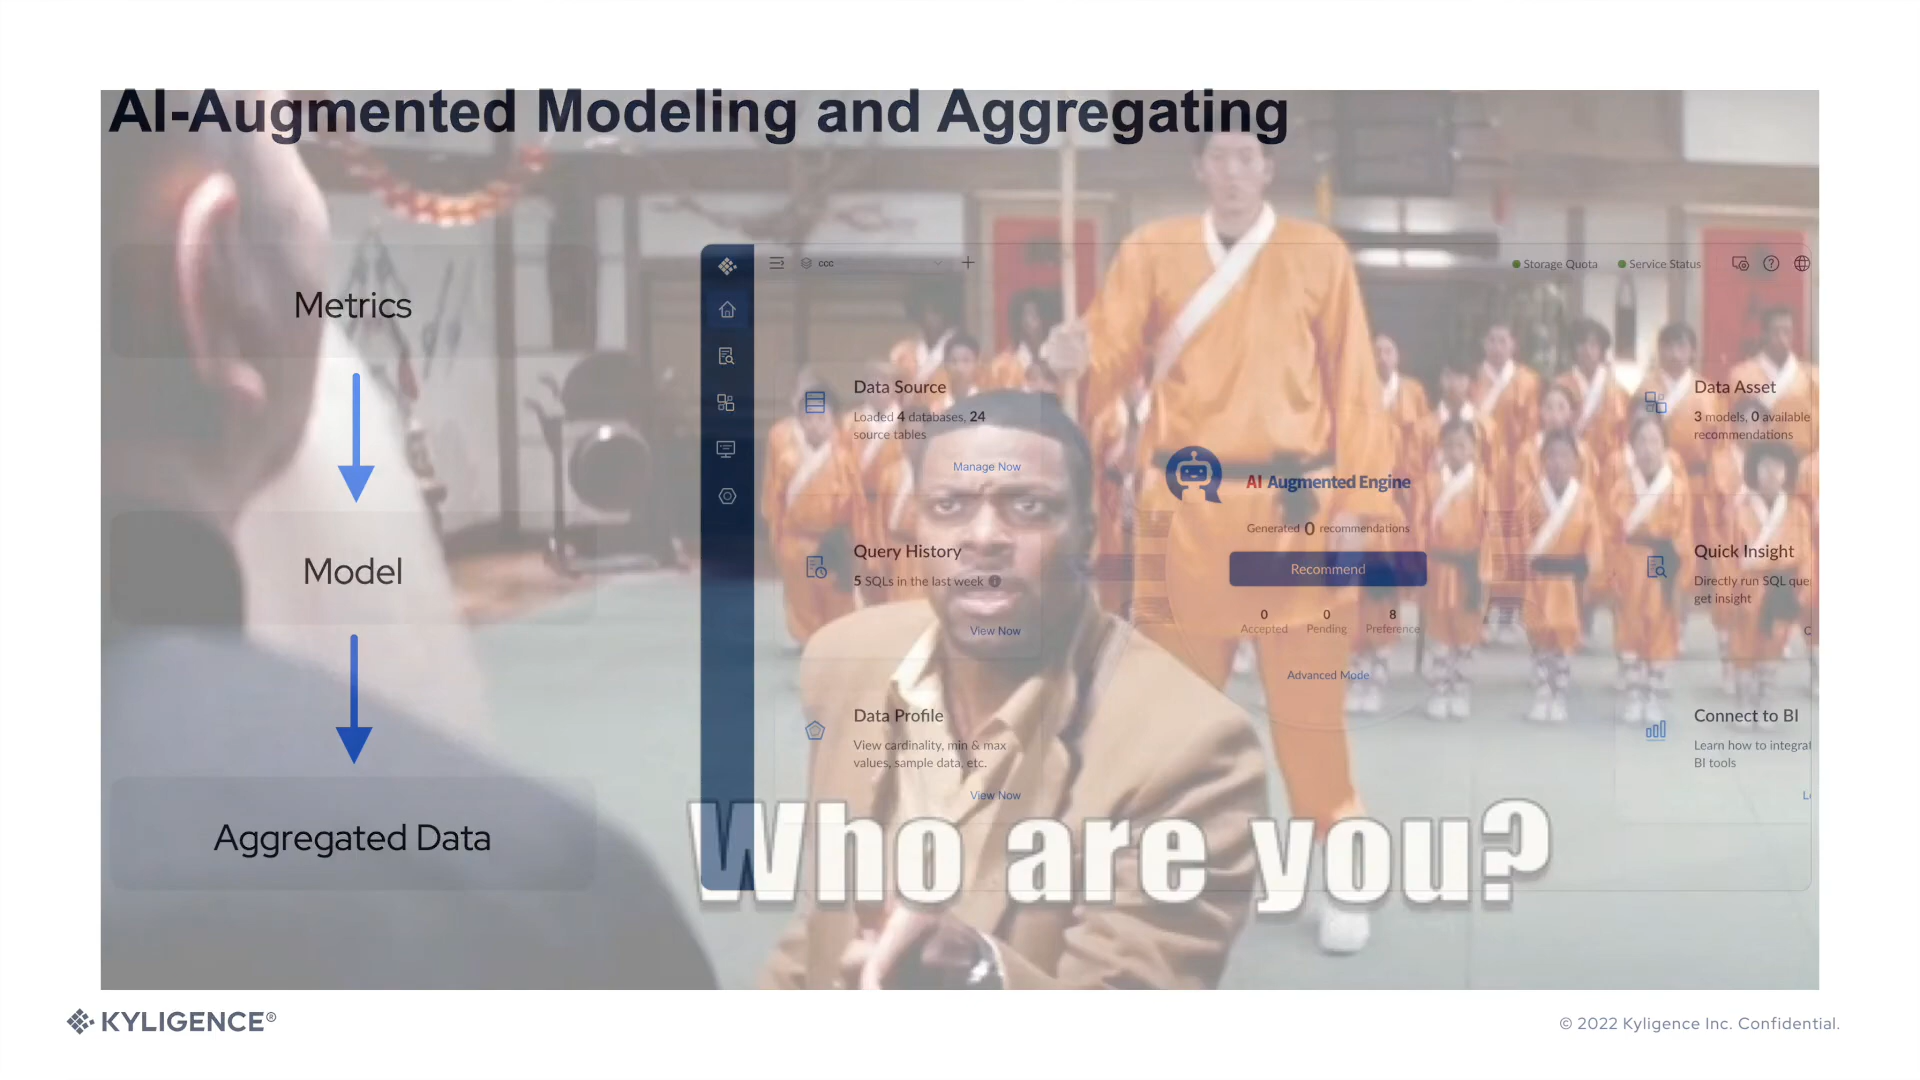 AI-Augmented Modeling and Aggregating
Metrics
Model
Aggregated Data
ccc
Storage Quota
Service Status
Data Source
Loaded 4 databases, 24
source tables
Manage Now
Query History
5 SQLs in the last week
View Now
Data Profile
View cardinality, min & max
values, sample data, etc.
View Now
AI Augmented Engine
Generated 0 recommendations
Recommend
0 0 8
Accepted Pending Preference
Advanced Mode
Data Asset
3 models, 0 available
recommendations
Quick Insight
Directly run SQL que
get insight
Connect to BI
Learn how to integrat
BI tools
Who are you?
KYLIGENCE®
© 2022 Kyligence Inc. Confidential.